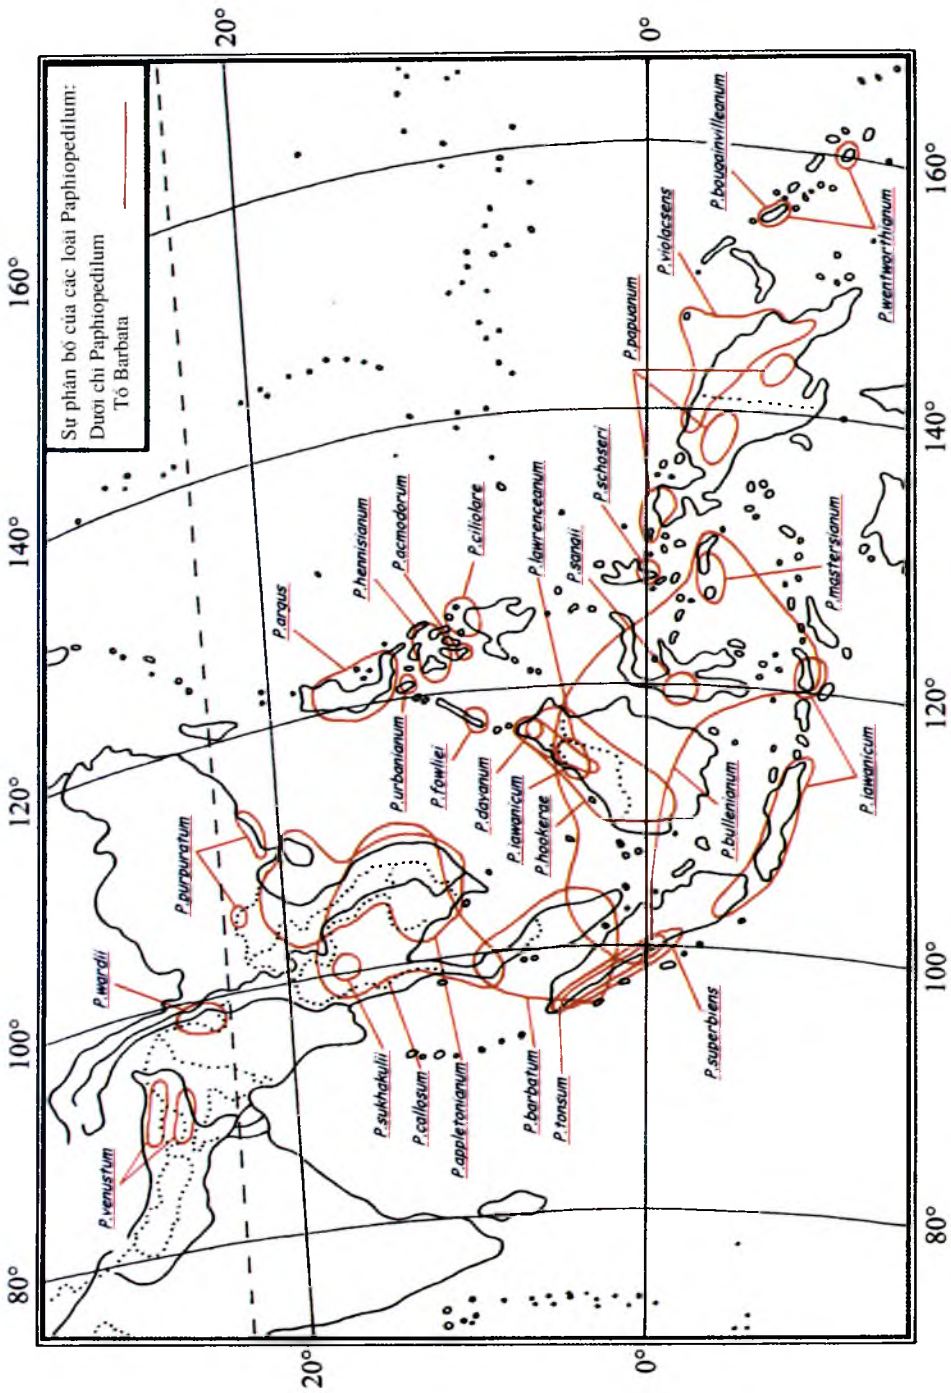 Sự phân bố của các loài Paphiopedilum:
Dưới chi Paphiopedilum
Tổ Barbata
80°
100°
120°
140°
160°
20°
0°
20°
0°
80°
100°
120°
140°
160°
P.venustum
P.wardii
P.purpuratum
P.argus
P.hennisianum
P.acmodorum
P.ciliolare
P.urbanianum
P.fowliei
P.dayanum
P.iawanicum
P.hookerae
P.lawrenceanum
P.sangii
P.schoseri
P.papuanum
P.violacsens
P.bougainvilleanum
P.wentworthianum
P.mastersianum
P.iawanicum
P.bullenianum
P.superbiens
P.tonsum
P.barbatum
P.appletonianum
P.callosum
P.sukhakulii